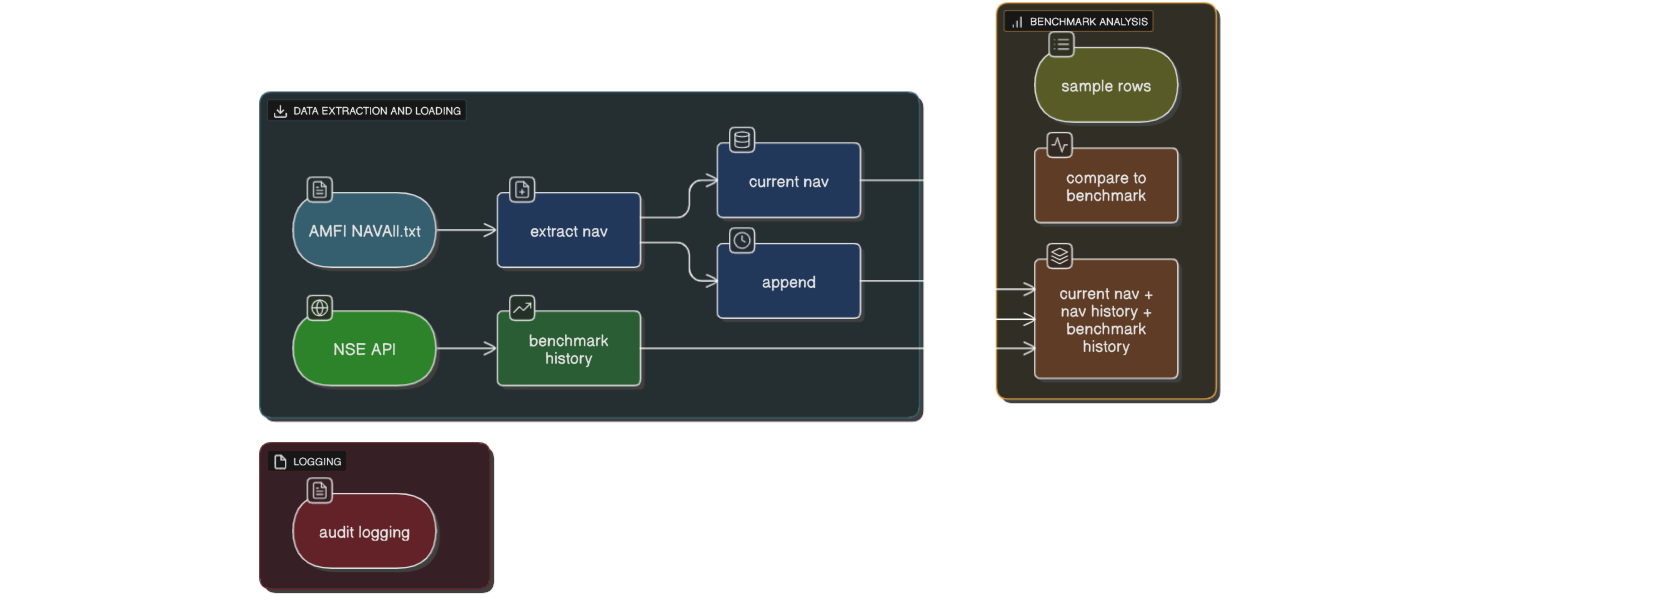 DATA EXTRACTION AND LOADING
AMFI NAVAll.txt
extract nav
current nav
append
NSE API
benchmark
history
BENCHMARK ANALYSIS
sample rows
compare to
benchmark
current nav +
nav history +
benchmark
history
LOGGING
audit logging